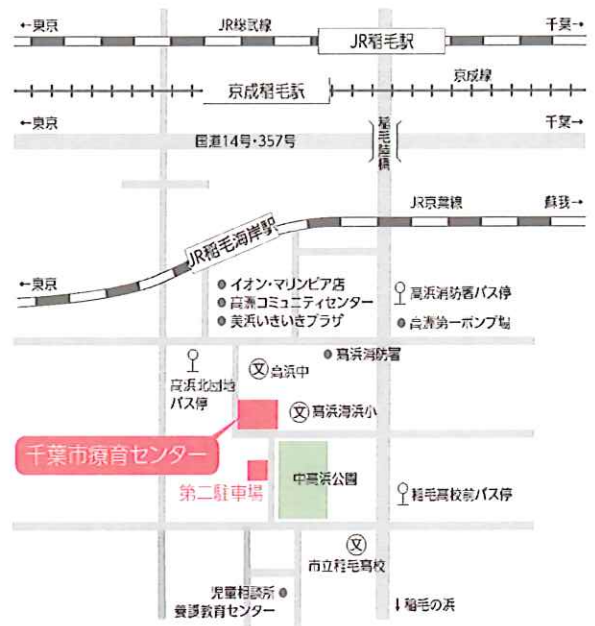 ←東京
JR総武線
JR稲毛駅
千葉→
京成稲毛駅
京成線
←東京
国道14号・357号
稲毛陸橋
千葉→
JR京葉線
蘇我→
JR稲毛海岸駅
←東京
イオン・マリンピア店
高洲コミュニティセンター
美浜いきいきプラザ
高浜消防署バス停
高洲第一ポンプ場
高浜北団地
バス停
文 高浜中
高浜消防署
文 高浜海浜小
千葉市療育センター
第二駐車場
中高浜公園
稲毛高校前バス停
文
市立稲毛高校
児童相談所
養護教育センター
↓稲毛の浜